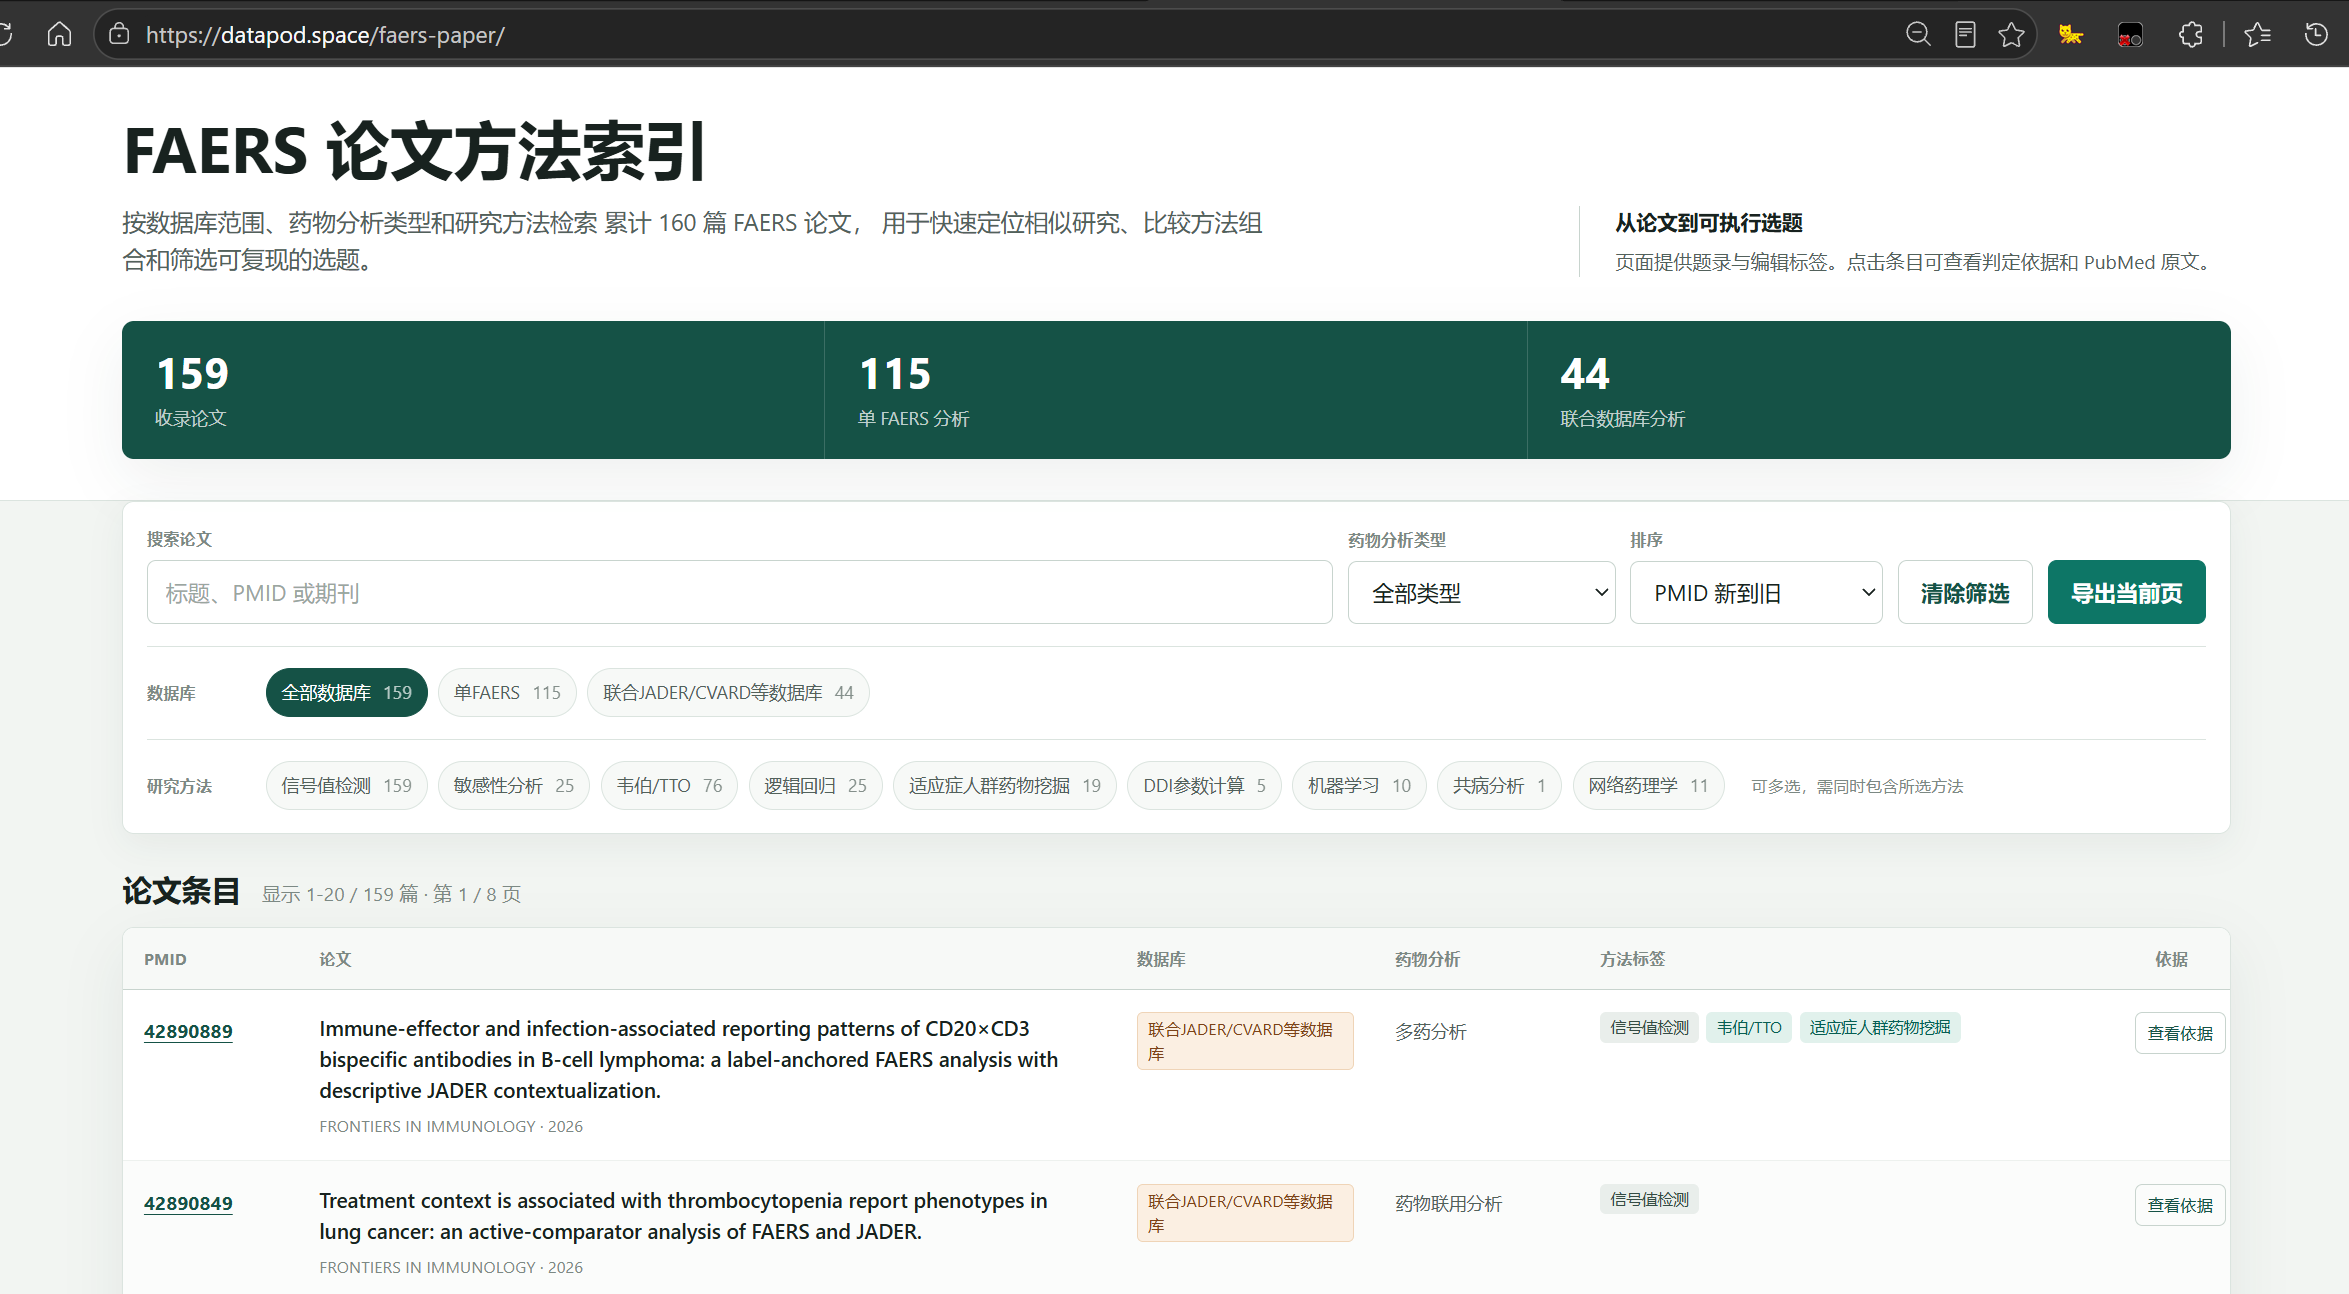 https://datapod.space/faers-paper/
FAERS 论文方法索引
按数据库范围、药物分析类型和研究方法检索 累计 160 篇 FAERS 论文， 用于快速定位相似研究、比较方法组
合和筛选可复现的选题。
从论文到可执行选题
页面提供题录与编辑标签。点击条目可查看判定依据和 PubMed 原文。
159
收录论文
115
单 FAERS 分析
44
联合数据库分析
搜索论文
药物分析类型
排序
标题、PMID 或期刊
全部类型
PMID 新到旧
清除筛选
导出当前页
数据库
全部数据库 159
单FAERS 115
联合JADER/CVARD等数据库 44
研究方法
信号值检测 159
敏感性分析 25
韦伯/TTO 76
逻辑回归 25
适应症人群药物挖掘 19
DDI参数计算 5
机器学习 10
共病分析 1
网络药理学 11
可多选，需同时包含所选方法
论文条目
显示 1-20 / 159 篇 · 第 1 / 8 页
PMID
论文
数据库
药物分析
方法标签
依据
42890889
Immune-effector and infection-associated reporting patterns of CD20×CD3
bispecific antibodies in B-cell lymphoma: a label-anchored FAERS analysis with
descriptive JADER contextualization.
FRONTIERS IN IMMUNOLOGY · 2026
联合JADER/CVARD等数据
库
多药分析
信号值检测
韦伯/TTO
适应症人群药物挖掘
查看依据
42890849
Treatment context is associated with thrombocytopenia report phenotypes in
lung cancer: an active-comparator analysis of FAERS and JADER.
FRONTIERS IN IMMUNOLOGY · 2026
联合JADER/CVARD等数据
库
药物联用分析
信号值检测
查看依据